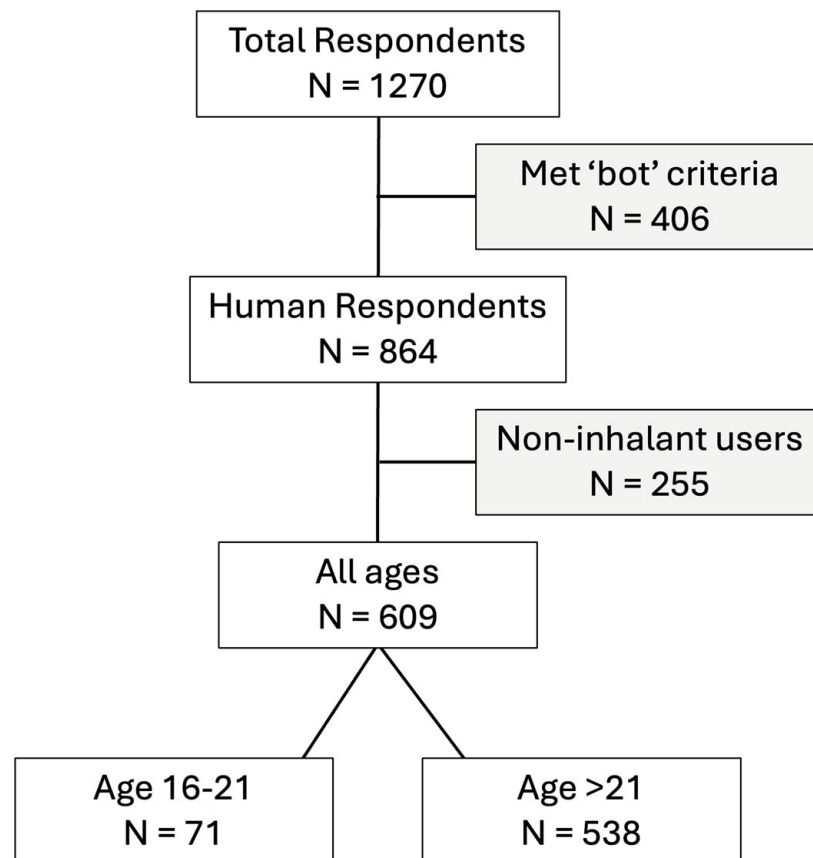 Total Respondents
N = 1270
Met ‘bot’ criteria
N = 406
Human Respondents
N = 864
Non-inhalant users
N = 255
All ages
N = 609
Age 16-21
N = 71
Age >21
N = 538